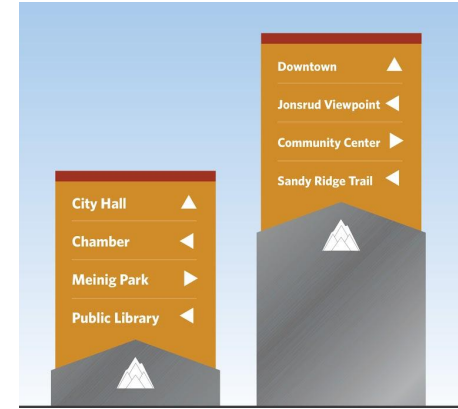 Downtown
Jonsrud Viewpoint
Community Center
Sandy Ridge Trail
City Hall
Chamber
Meinig Park
Public Library